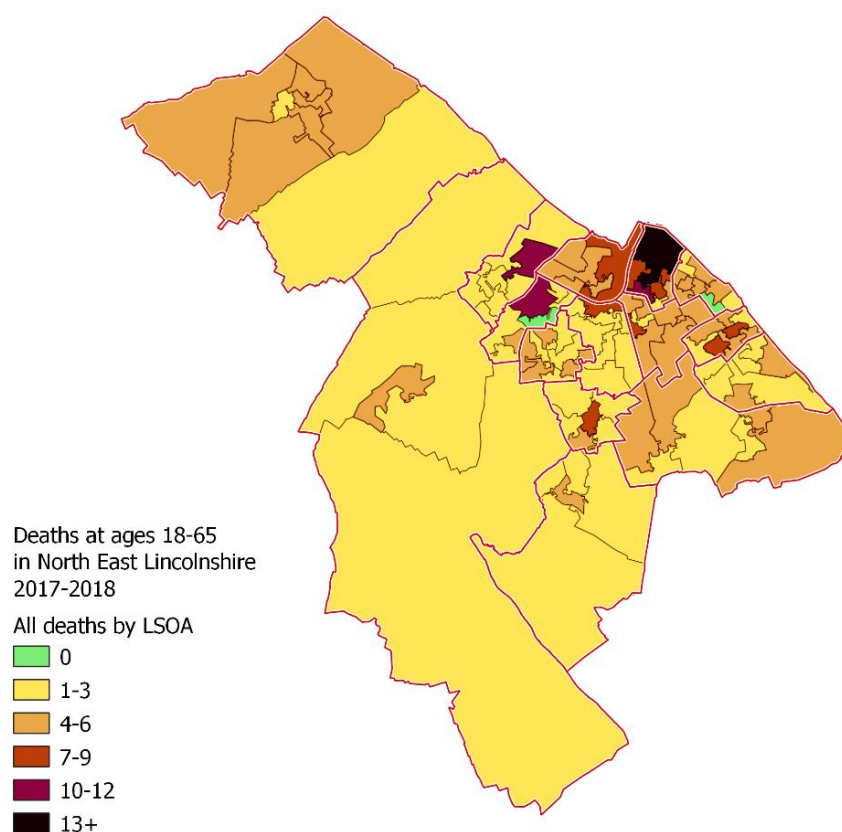 Deaths at ages 18-65
in North East Lincolnshire
2017-2018
All deaths by LSOA
0
1-3
4-6
7-9
10-12
13+